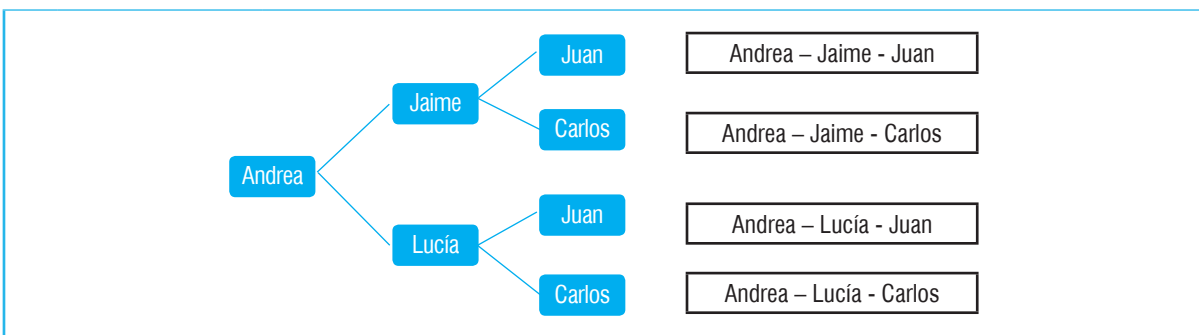 Juan
Andrea – Jaime - Juan
Jaime
Carlos
Andrea – Jaime - Carlos
Andrea
Juan
Andrea – Lucía - Juan
Lucía
Carlos
Andrea – Lucía - Carlos